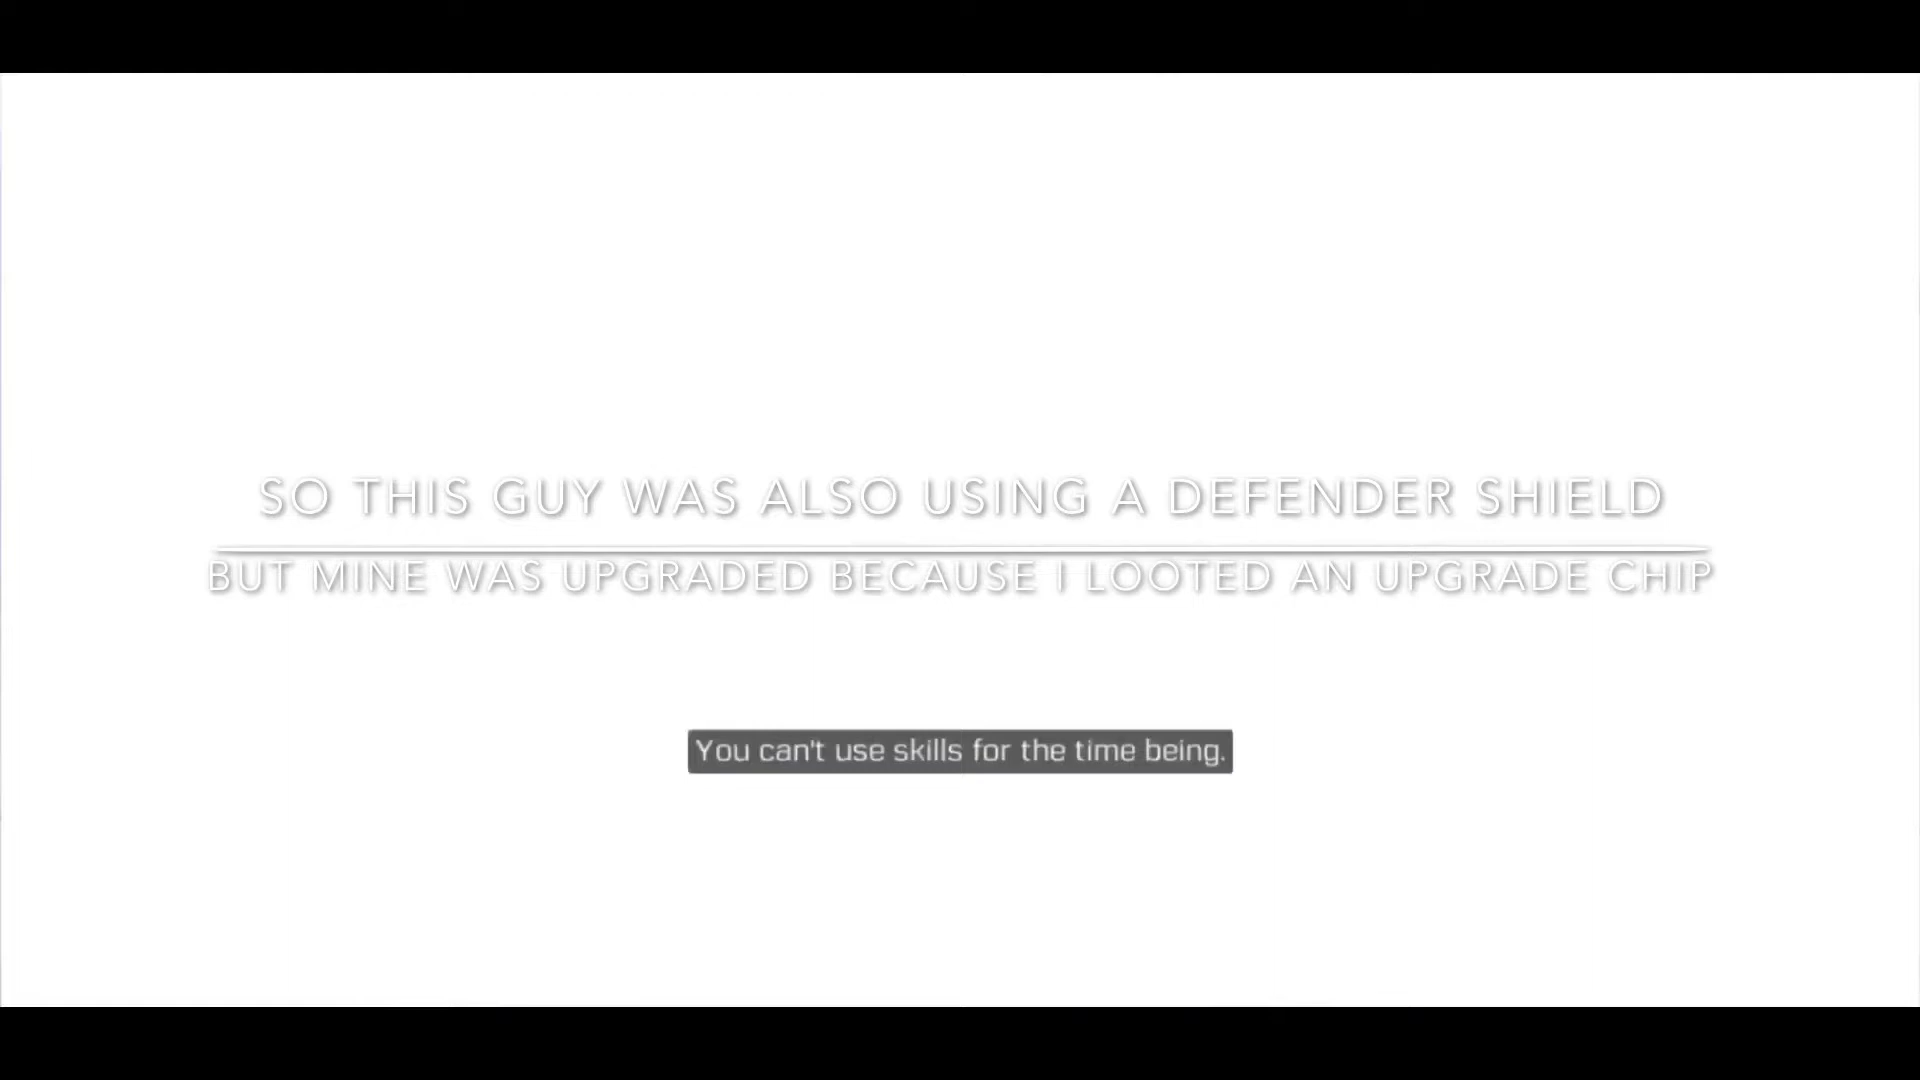 SO THIS GUY WAS ALSO USING A DEFENDER SHIELD
BUT MINE WAS UPGRADED BECAUSE I LOOTED AN UPGRADE CHIP
You can't use skills for the time being.